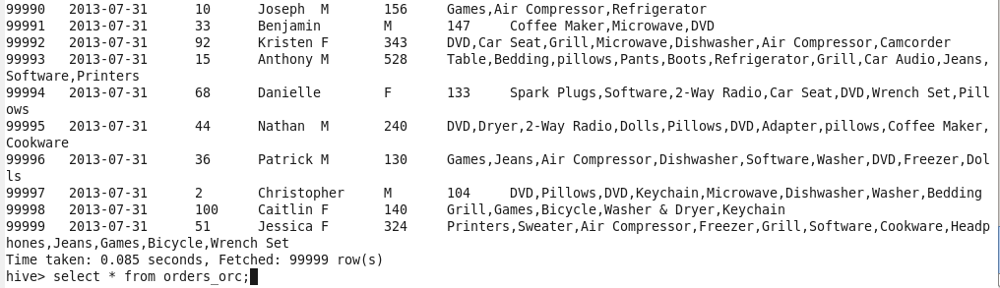 99990 2013-07-31 10 Joseph M 156 Games,Air Compressor,Refrigerator
99991 2013-07-31 33 Benjamin M 147 Coffee Maker,Microwave,DVD
99992 2013-07-31 92 Kristen F 343 DVD,Car Seat,Grill,Microwave,Dishwasher,Air Compressor,Camcorder
99993 2013-07-31 15 Anthony M 528 Table,Bedding,pillows,Pants,Boots,Refrigerator,Grill,Car Audio,Jeans,
Software,Printers
99994 2013-07-31 68 Danielle F 133 Spark Plugs,Software,2-Way Radio,Car Seat,DVD,Wrench Set,Pill
ows
99995 2013-07-31 44 Nathan M 240 DVD,Dryer,2-Way Radio,Dolls,Pillows,DVD,Adapter,pillows,Coffee Maker,
Cookware
99996 2013-07-31 36 Patrick M 130 Games,Jeans,Air Compressor,Dishwasher,Software,Washer,DVD,Freezer,Dol
ls
99997 2013-07-31 2 Christopher M 104 DVD,Pillows,DVD,Keychain,Microwave,Dishwasher,Washer,Bedding
99998 2013-07-31 100 Caitlin F 140 Grill,Games,Bicycle,Washer & Dryer,Keychain
99999 2013-07-31 51 Jessica F 324 Printers,Sweater,Air Compressor,Freezer,Grill,Software,Cookware,Headp
hones,Jeans,Games,Bicycle,Wrench Set
Time taken: 0.085 seconds, Fetched: 99999 row(s)
hive> select * from orders_orc;